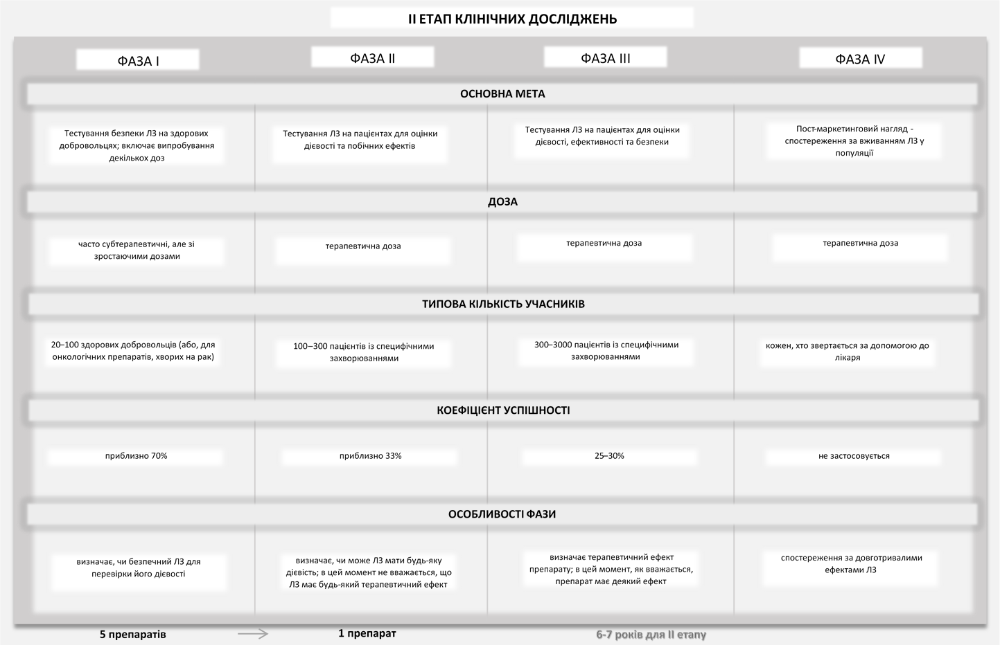 ІІ ЕТАП КЛІНІЧНИХ ДОСЛІДЖЕНЬ
ФАЗА І
ФАЗА ІІ
ФАЗА ІІІ
ФАЗА IV
ОСНОВНА МЕТА
Тестування безпеки ЛЗ на здорових
добровольцях; включає випробування
декількох доз
Тестування ЛЗ на пацієнтах для оцінки
дієвості та побічних ефектів
Тестування ЛЗ на пацієнтах для оцінки
дієвості, ефективності та безпеки
Пост-маркетинговий нагляд -
спостереження за вживанням ЛЗ у
популяції
ДОЗА
часто субтерапевтичні, але зі
зростаючими дозами
терапевтична доза
терапевтична доза
терапевтична доза
ТИПОВА КІЛЬКІСТЬ УЧАСНИКІВ
20–100 здорових добровольців (або, для
онкологічних препаратів, хворих на рак)
100–300 пацієнтів із специфічними
захворюваннями
300–3000 пацієнтів із специфічними
захворюваннями
кожен, хто звертається за допомогою до
лікаря
КОЕФІЦІЄНТ УСПІШНОСТІ
приблизно 70%
приблизно 33%
25–30%
не застосовується
ОСОБЛИВОСТІ ФАЗИ
визначає, чи безпечний ЛЗ для
перевірки його дієвості
визначає, чи може ЛЗ мати будь-яку
дієвість; в цей момент не вважається, що
ЛЗ має будь-який терапевтичний ефект
визначає терапевтичний ефект
препарату; в цей момент, як вважається,
препарат має деякий ефект
спостереження за довготривалими
ефектами ЛЗ
5 препаратів
1 препарат
6-7 років для ІІ етапу